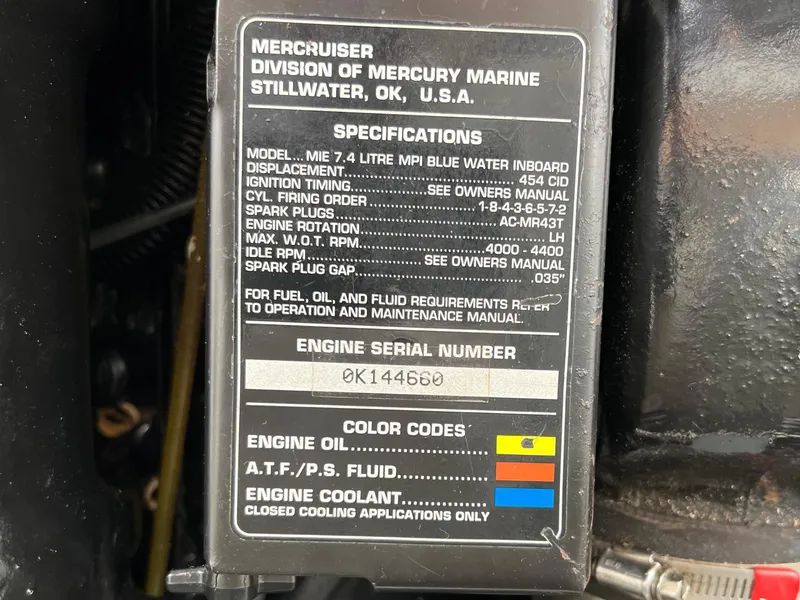 MERCRUISER
DIVISION OF MERCURY MARINE
STILLWATER, OK, U.S.A.
SPECIFICATIONS
MODEL...MIE 7.4 LITRE MPI BLUE WATER INBOARD
DISPLACEMENT........................454 CID
IGNITION TIMING................SEE OWNERS MANUAL
CYL. FIRING ORDER....................1-8-4-3-6-5-7-2
SPARK PLUGS...........................AC-MR43T
ENGINE ROTATION...............................LH
MAX. W.O.T. RPM.....................4000 - 4400
IDLE RPM....................SEE OWNERS MANUAL
SPARK PLUG GAP............................035"
FOR FUEL, OIL, AND FLUID REQUIREMENTS REFER
TO OPERATION AND MAINTENANCE MANUAL.
ENGINE SERIAL NUMBER
0K144660
COLOR CODES
ENGINE OIL......................
A.T.F./P.S. FLUID..............
ENGINE COOLANT..............
CLOSED COOLING APPLICATIONS ONLY